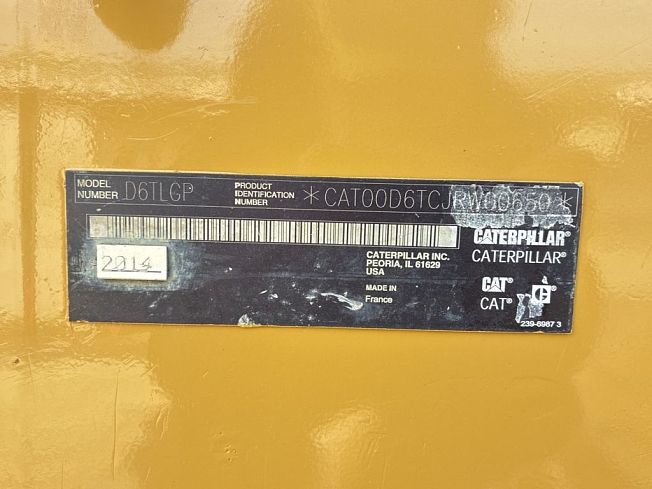 MODEL NUMBER D6TLGP
PRODUCT IDENTIFICATION NUMBER *CAT00D6TCJRW00650*
2014
CATERPILLAR INC.
PEORIA, IL 61629
USA
MADE IN
France
CATERPILLAR®
CATERPILLAR®
CAT®
CAT®
239-6987 3